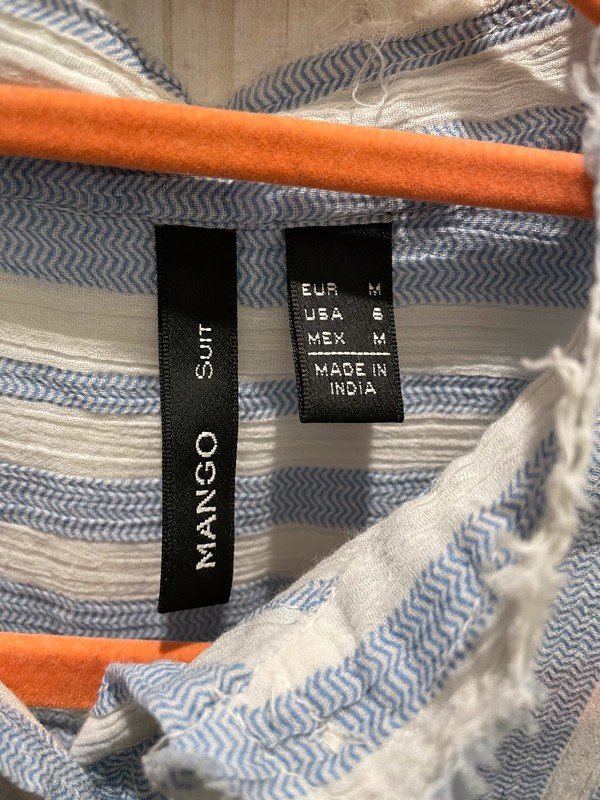 MANGO SUIT
EUR M
USA 6
MEX M
MADE IN
INDIA